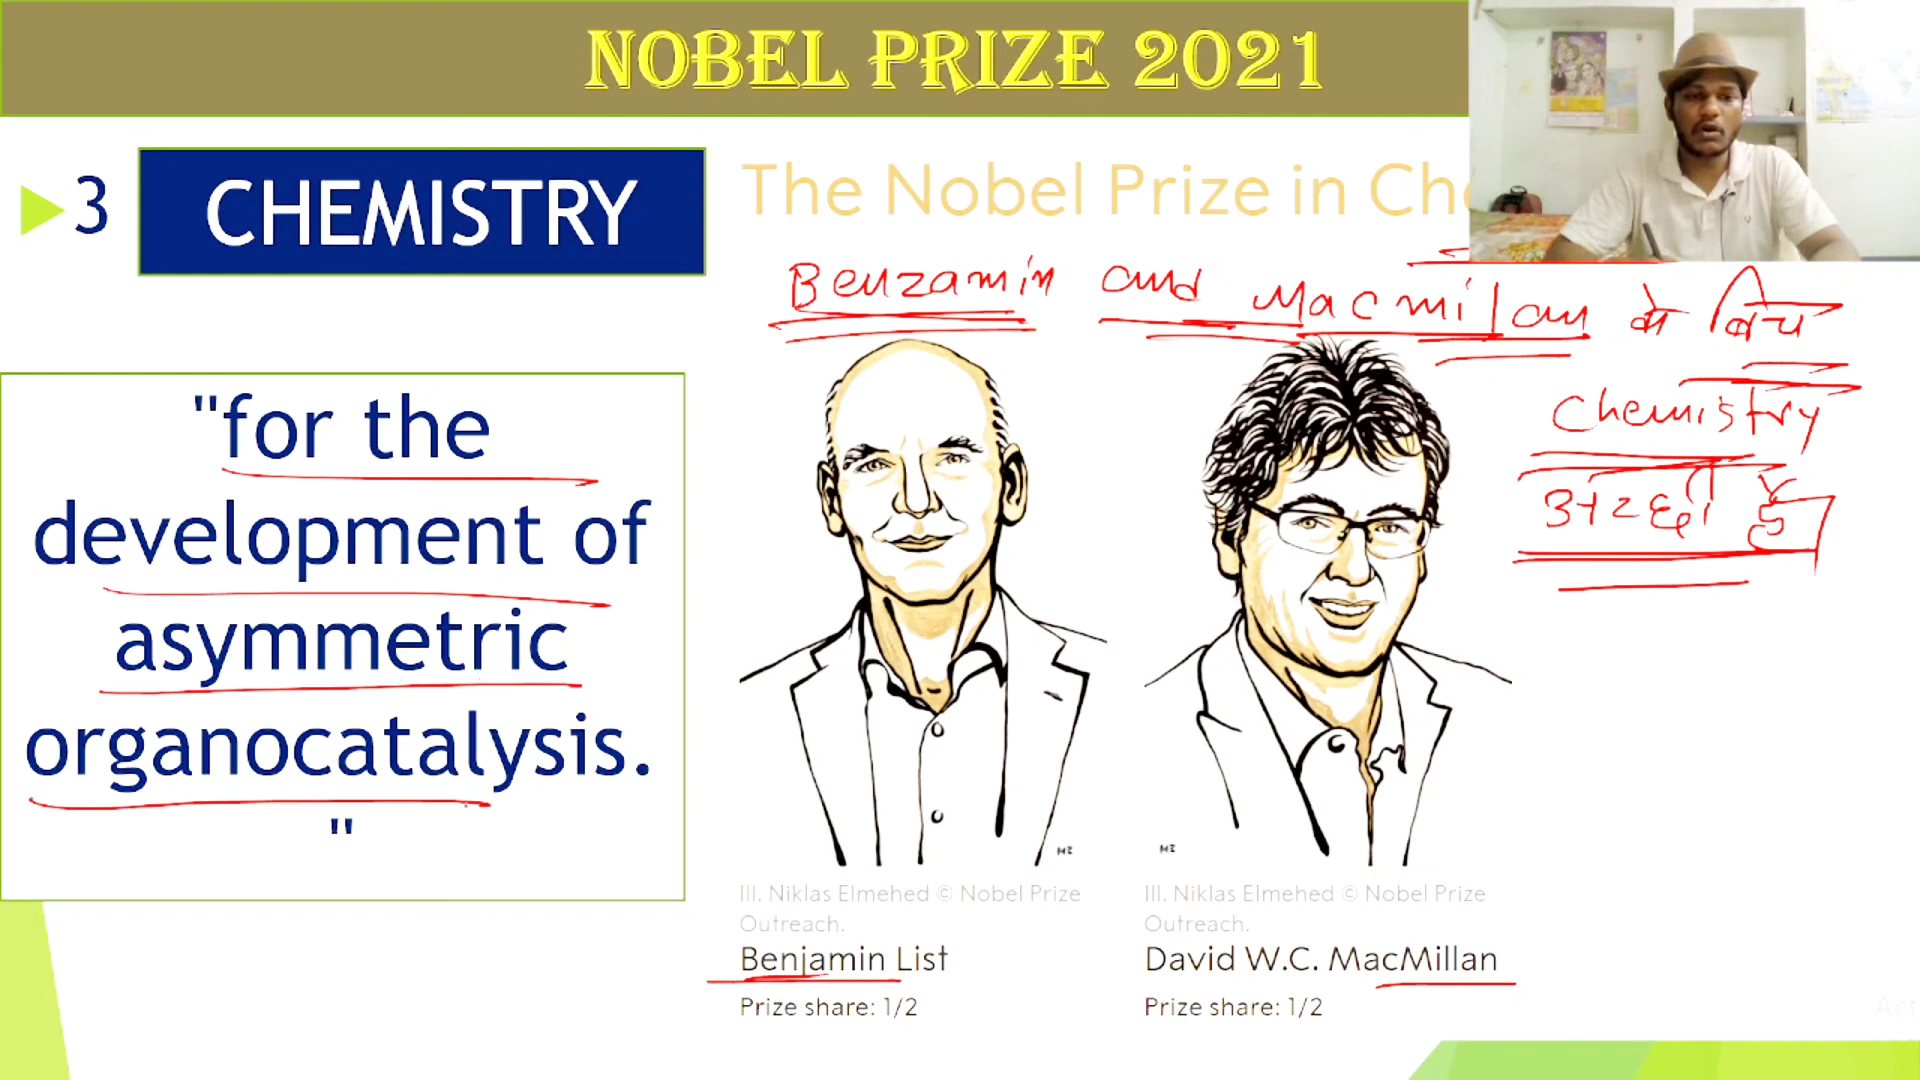 NOBEL PRIZE 2021
3 CHEMISTRY
The Nobel Prize in Che
Benzamin and Macmilan के लिए
Chemistry
"for the
development of
asymmetric
organocatalysis.
"
Ill. Niklas Elmehed © Nobel Prize
Outreach.
Benjamin List
Prize share: 1/2
Ill. Niklas Elmehed © Nobel Prize
Outreach.
David W.C. MacMillan
Prize share: 1/2
Act